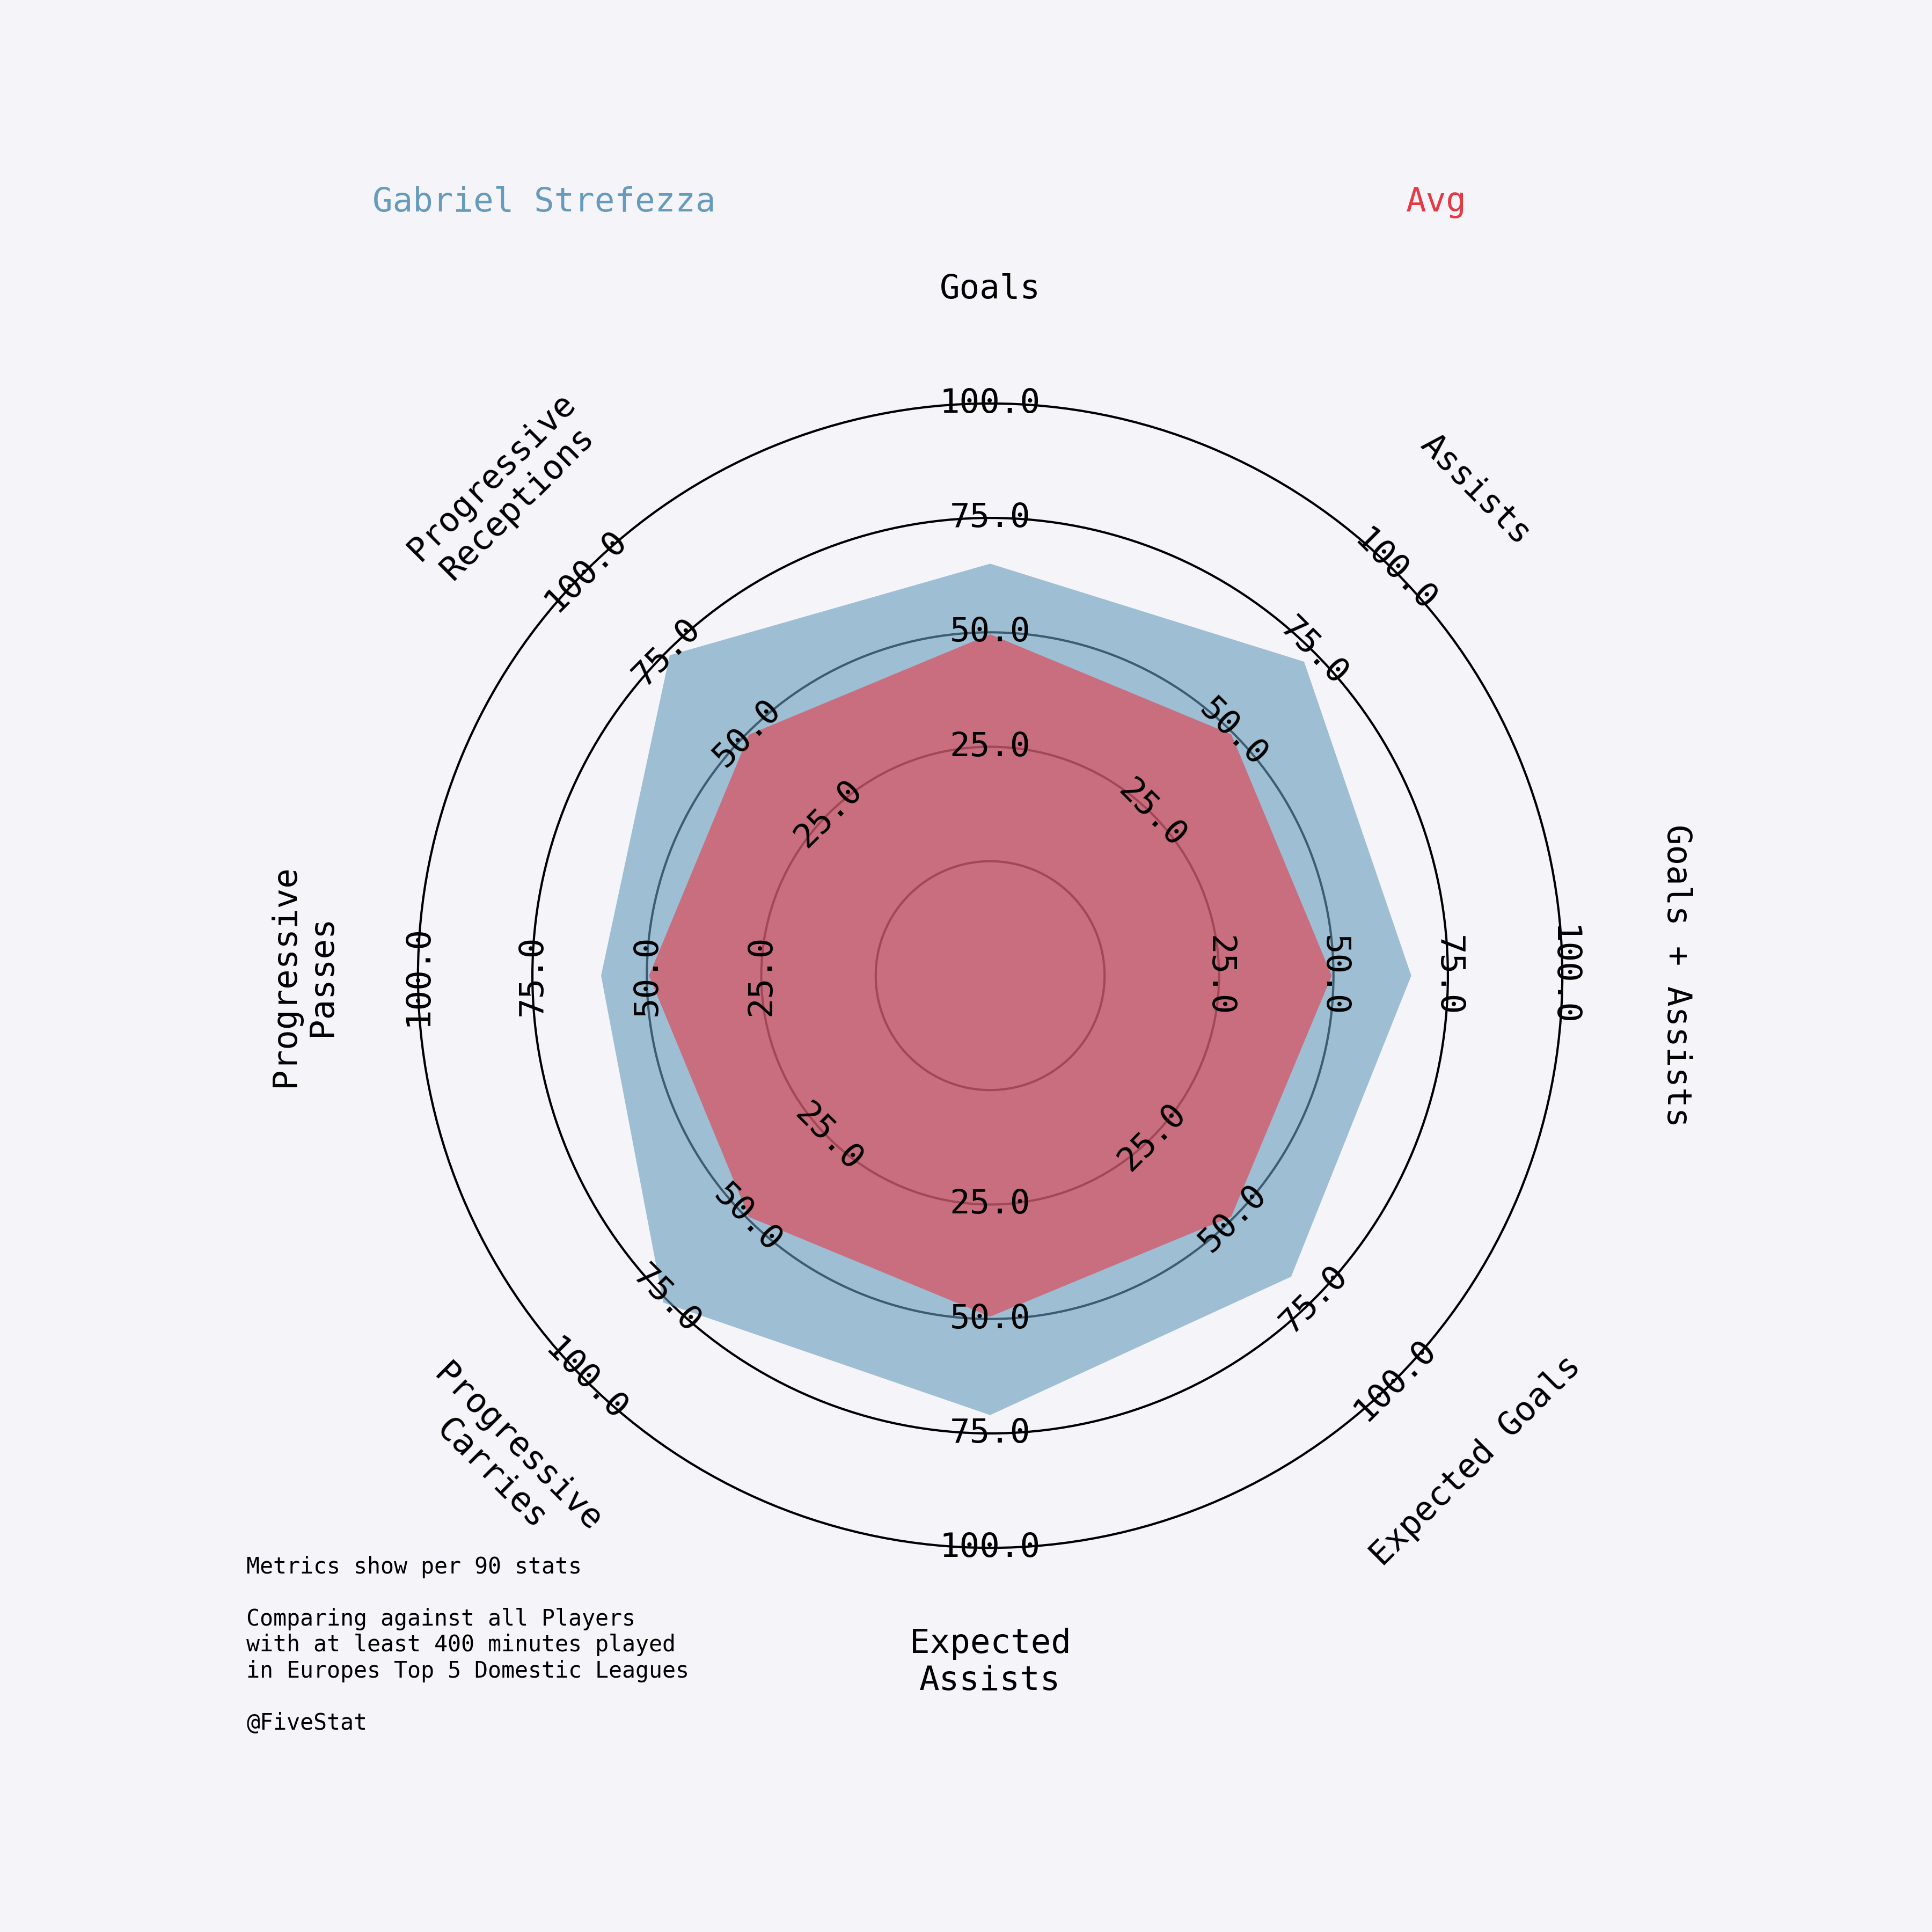 Gabriel Strefezza
Avg
Goals
Assists
Goals + Assists
Expected Goals
Expected
Assists
Progressive
Carries
Progressive
Passes
Progressive
Receptions
25.0
50.0
75.0
100.0
25.0
50.0
75.0
100.0
25.0
50.0
75.0
100.0
25.0
50.0
75.0
100.0
25.0
50.0
75.0
100.0
25.0
50.0
75.0
100.0
25.0
50.0
75.0
100.0
25.0
50.0
75.0
100.0
Metrics show per 90 stats
Comparing against all Players
with at least 400 minutes played
in Europes Top 5 Domestic Leagues
@FiveStat